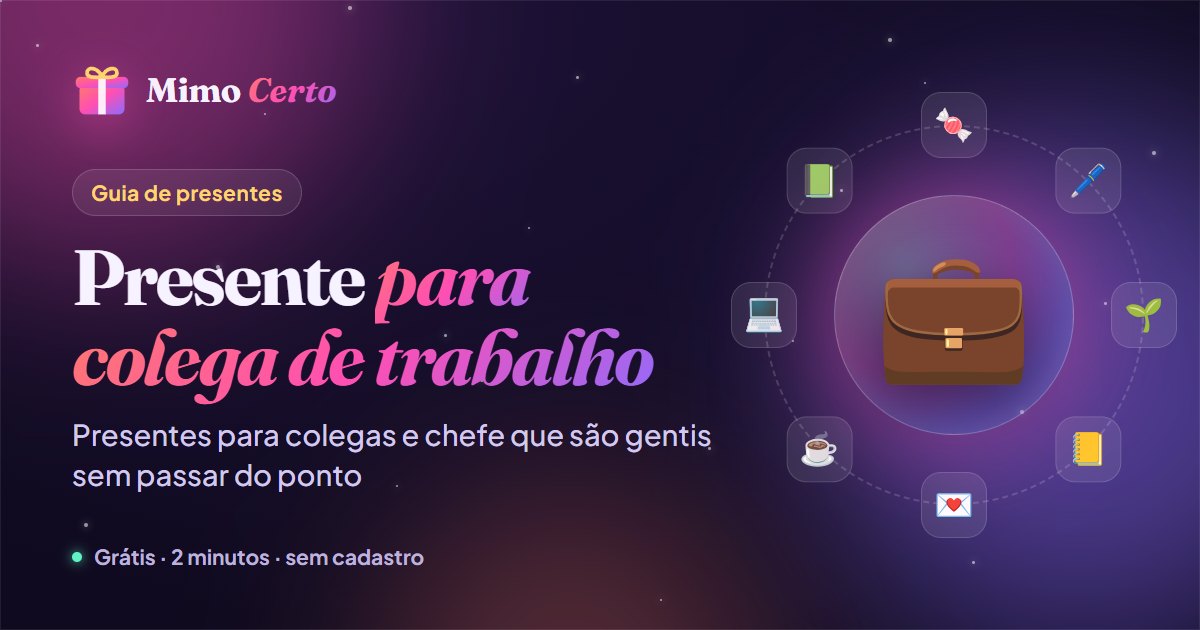 Mimo Certo
Guia de presentes
Presente para
colega de trabalho
Presentes para colegas e chefe que são gentis
sem passar do ponto
Grátis · 2 minutos · sem cadastro